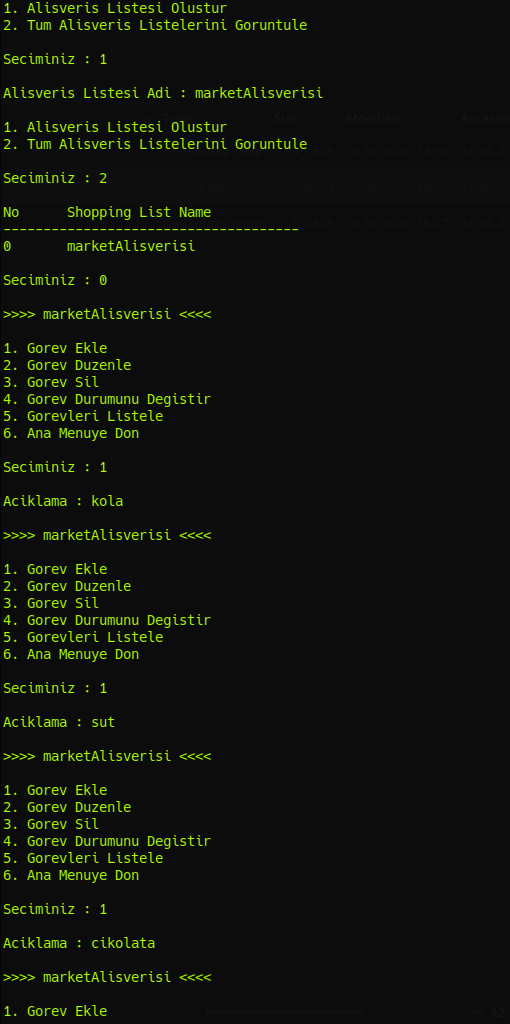 1. Alisveris Listesi Olustur
2. Tum Alisveris Listelerini Goruntule
Seciminiz : 1
Alisveris Listesi Adi : marketAlisverisi
1. Alisveris Listesi Olustur
2. Tum Alisveris Listelerini Goruntule
Seciminiz : 2
No      Shopping List Name
-------------------------------------
0       marketAlisverisi
Seciminiz : 0
>>>> marketAlisverisi <<<<
1. Gorev Ekle
2. Gorev Duzenle
3. Gorev Sil
4. Gorev Durumunu Degistir
5. Gorevleri Listele
6. Ana Menuye Don
Seciminiz : 1
Aciklama : kola
>>>> marketAlisverisi <<<<
1. Gorev Ekle
2. Gorev Duzenle
3. Gorev Sil
4. Gorev Durumunu Degistir
5. Gorevleri Listele
6. Ana Menuye Don
Seciminiz : 1
Aciklama : sut
>>>> marketAlisverisi <<<<
1. Gorev Ekle
2. Gorev Duzenle
3. Gorev Sil
4. Gorev Durumunu Degistir
5. Gorevleri Listele
6. Ana Menuye Don
Seciminiz : 1
Aciklama : cikolata
>>>> marketAlisverisi <<<<
1. Gorev Ekle